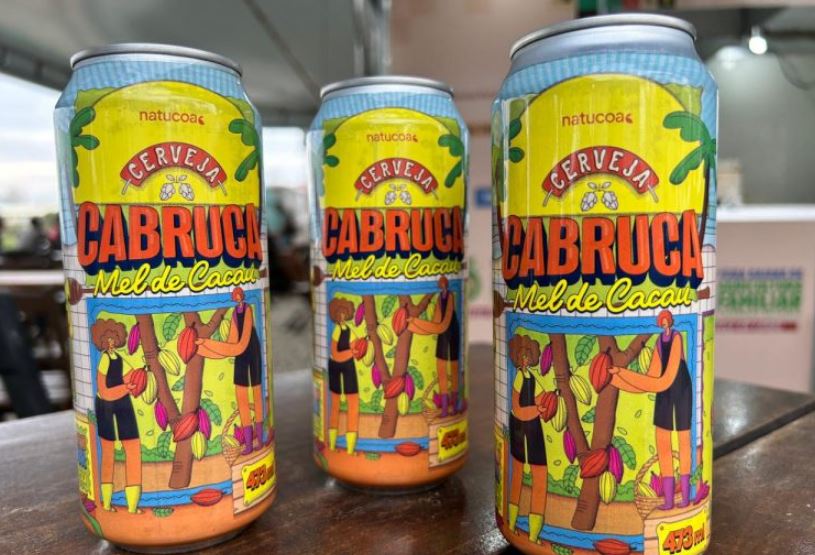 natucoa
CERVEJA
CABRUCA
Mel de Cacau
473ml
natucoa
CERVEJA
CABRUCA
Mel de Cacau
473
natucoa
CERVEJA
CABRUCA
Mel de Cacau
473 ml
FAMILIAR